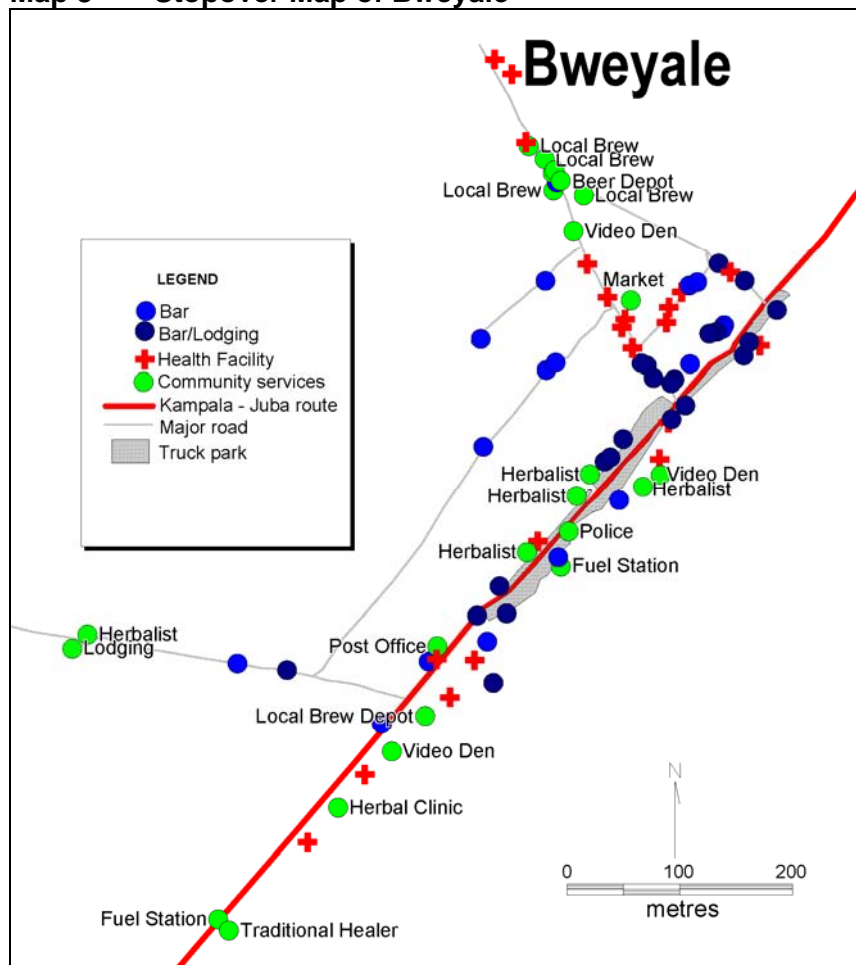 Bweyale
Local Brew
Local Brew
Beer Depot
Local Brew
Local Brew
Video Den
Market
LEGEND
Bar
Bar/Lodging
Health Facility
Community services
Kampala - Juba route
Major road
Truck park
Herbalist
Video Den
Herbalist
Herbalist
Police
Herbalist
Fuel Station
Herbalist
Lodging
Post Office
Local Brew Depot
Video Den
Herbal Clinic
Fuel Station
Traditional Healer
N
0 100 200
metres